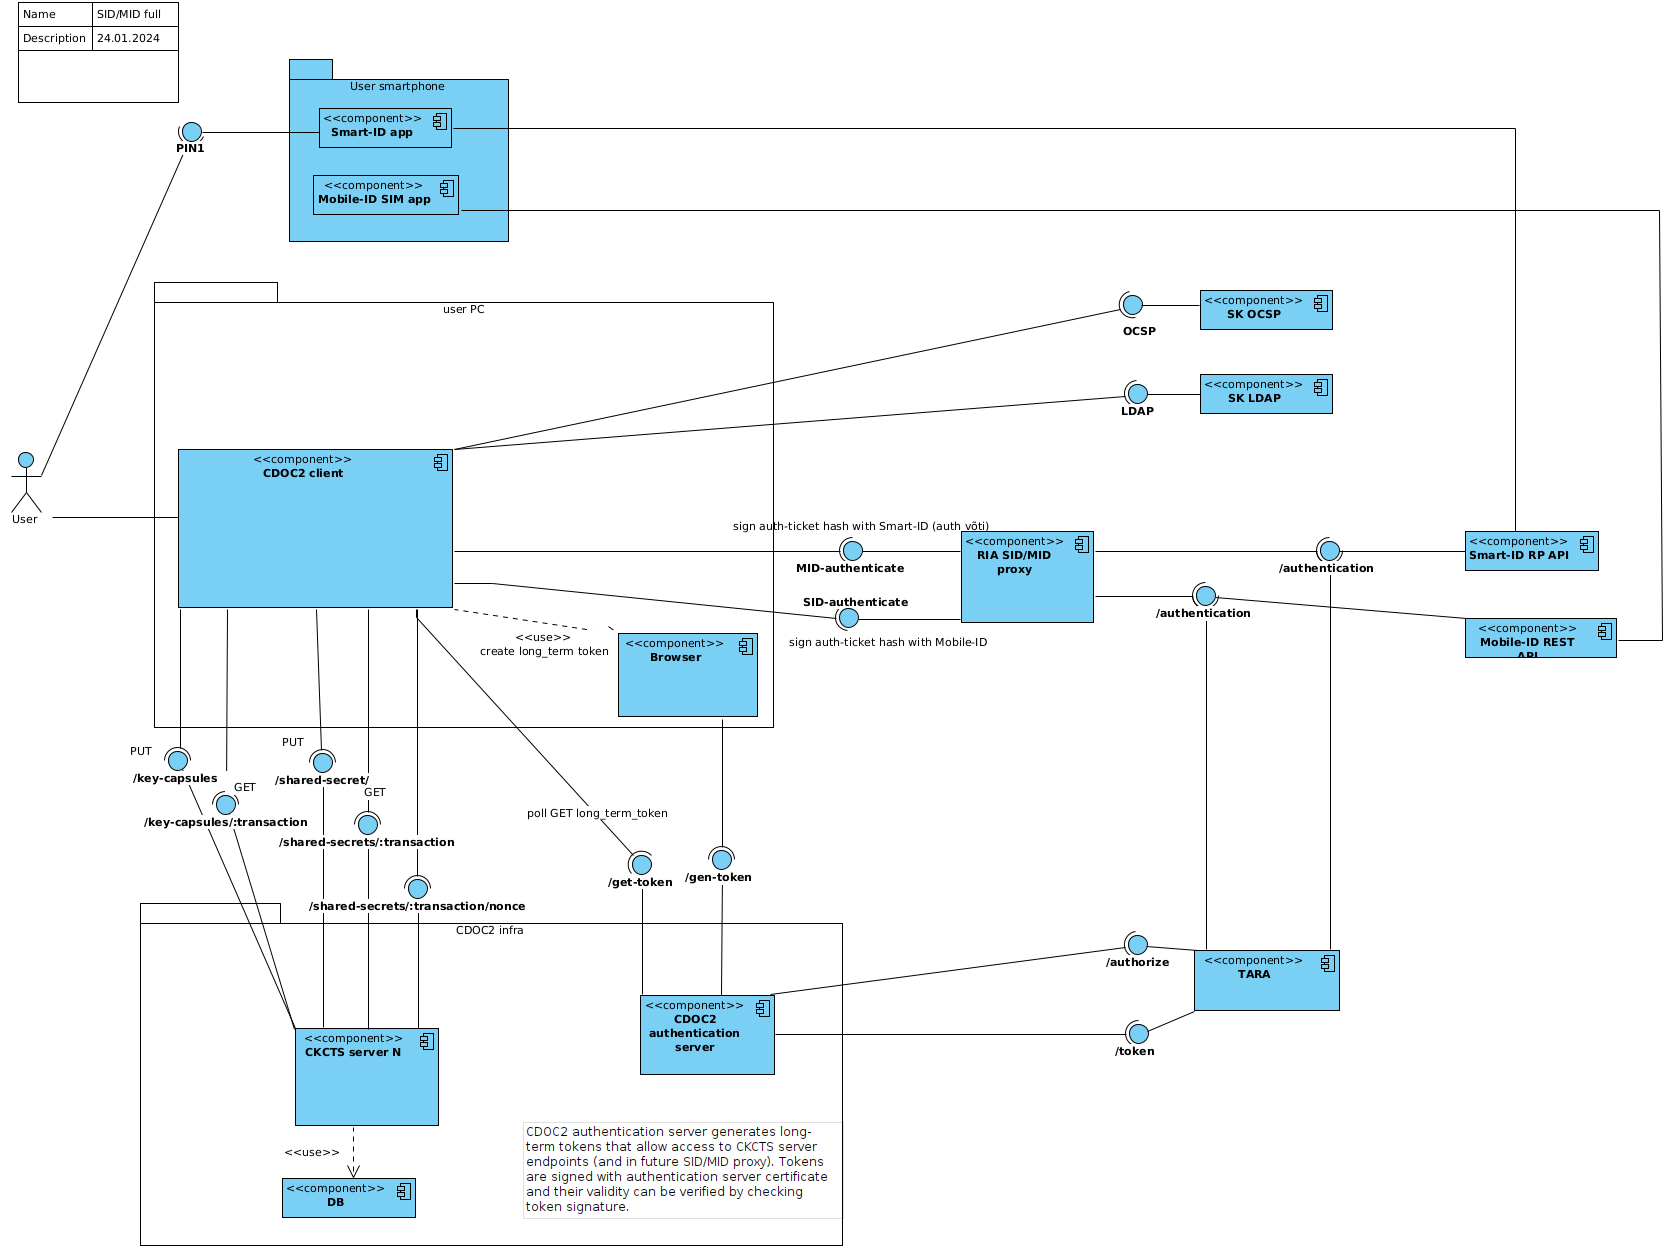 Name SID/MID full
Description 24.01.2024
User smartphone
<<component>>
Smart-ID app
PIN1
<<component>>
Mobile-ID SIM app
user PC
<<component>>
SK OCSP
OCSP
<<component>>
SK LDAP
LDAP
<<component>>
CDOC2 client
User
sign auth-ticket hash with Smart-ID (auth võti)
MID-authenticate
<<component>>
RIA SID/MID
proxy
/authentication
<<component>>
Smart-ID RP API
SID-authenticate
/authentication
sign auth-ticket hash with Mobile-ID
<<component>>
Mobile-ID REST
API
<<use>>
create long_term token
<<component>>
Browser
PUT
/key-capsules
GET
/key-capsules/:transaction
PUT
/shared-secret/
GET
/shared-secrets/:transaction
/shared-secrets/:transaction/nonce
poll GET long_term_token
/get-token
/gen-token
CDOC2 infra
/authorize
<<component>>
TARA
/token
<<component>>
CDOC2
authentication
server
<<component>>
CKCTS server N
<<use>>
<<component>>
DB
CDOC2 authentication server generates long-
term tokens that allow access to CKCTS server
endpoints (and in future SID/MID proxy). Tokens
are signed with authentication server certificate
and their validity can be verified by checking
token signature.